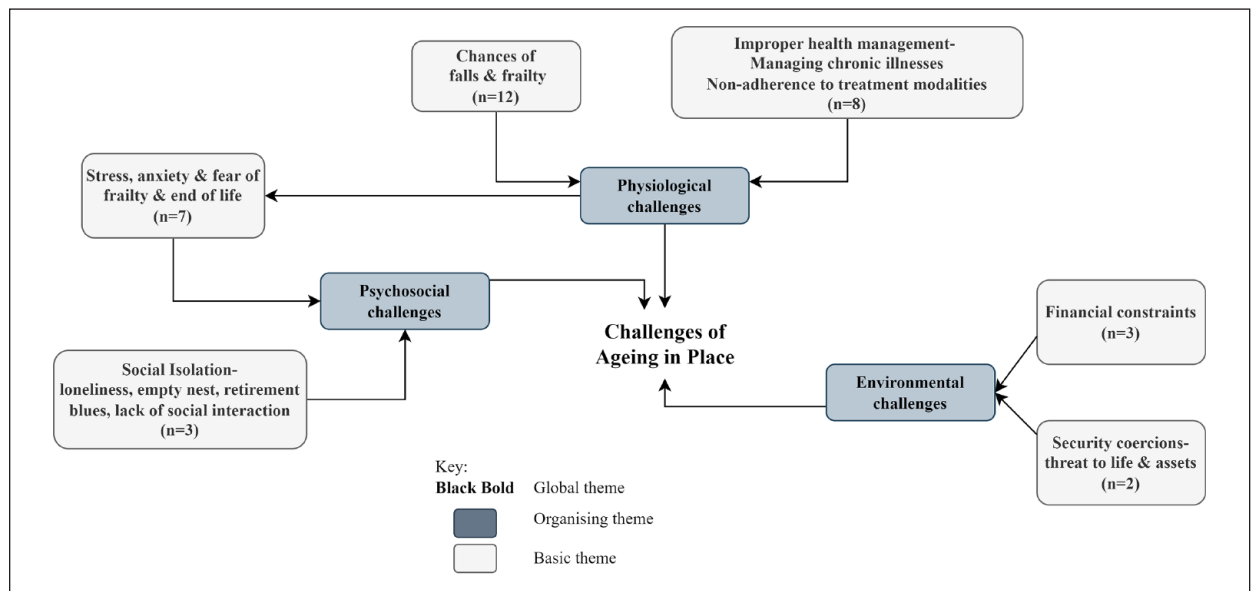 Chances of
falls & frailty
(n=12)
Improper health management-
Managing chronic illnesses
Non-adherence to treatment modalities
(n=8)
Stress, anxiety & fear of
frailty & end of life
(n=7)
Physiological
challenges
Psychosocial
challenges
Challenges of
Ageing in Place
Financial constraints
(n=3)
Environmental
challenges
Social Isolation-
loneliness, empty nest, retirement
blues, lack of social interaction
(n=3)
Security coercions-
threat to life & assets
(n=2)
Key:
Black Bold Global theme
Organising theme
Basic theme